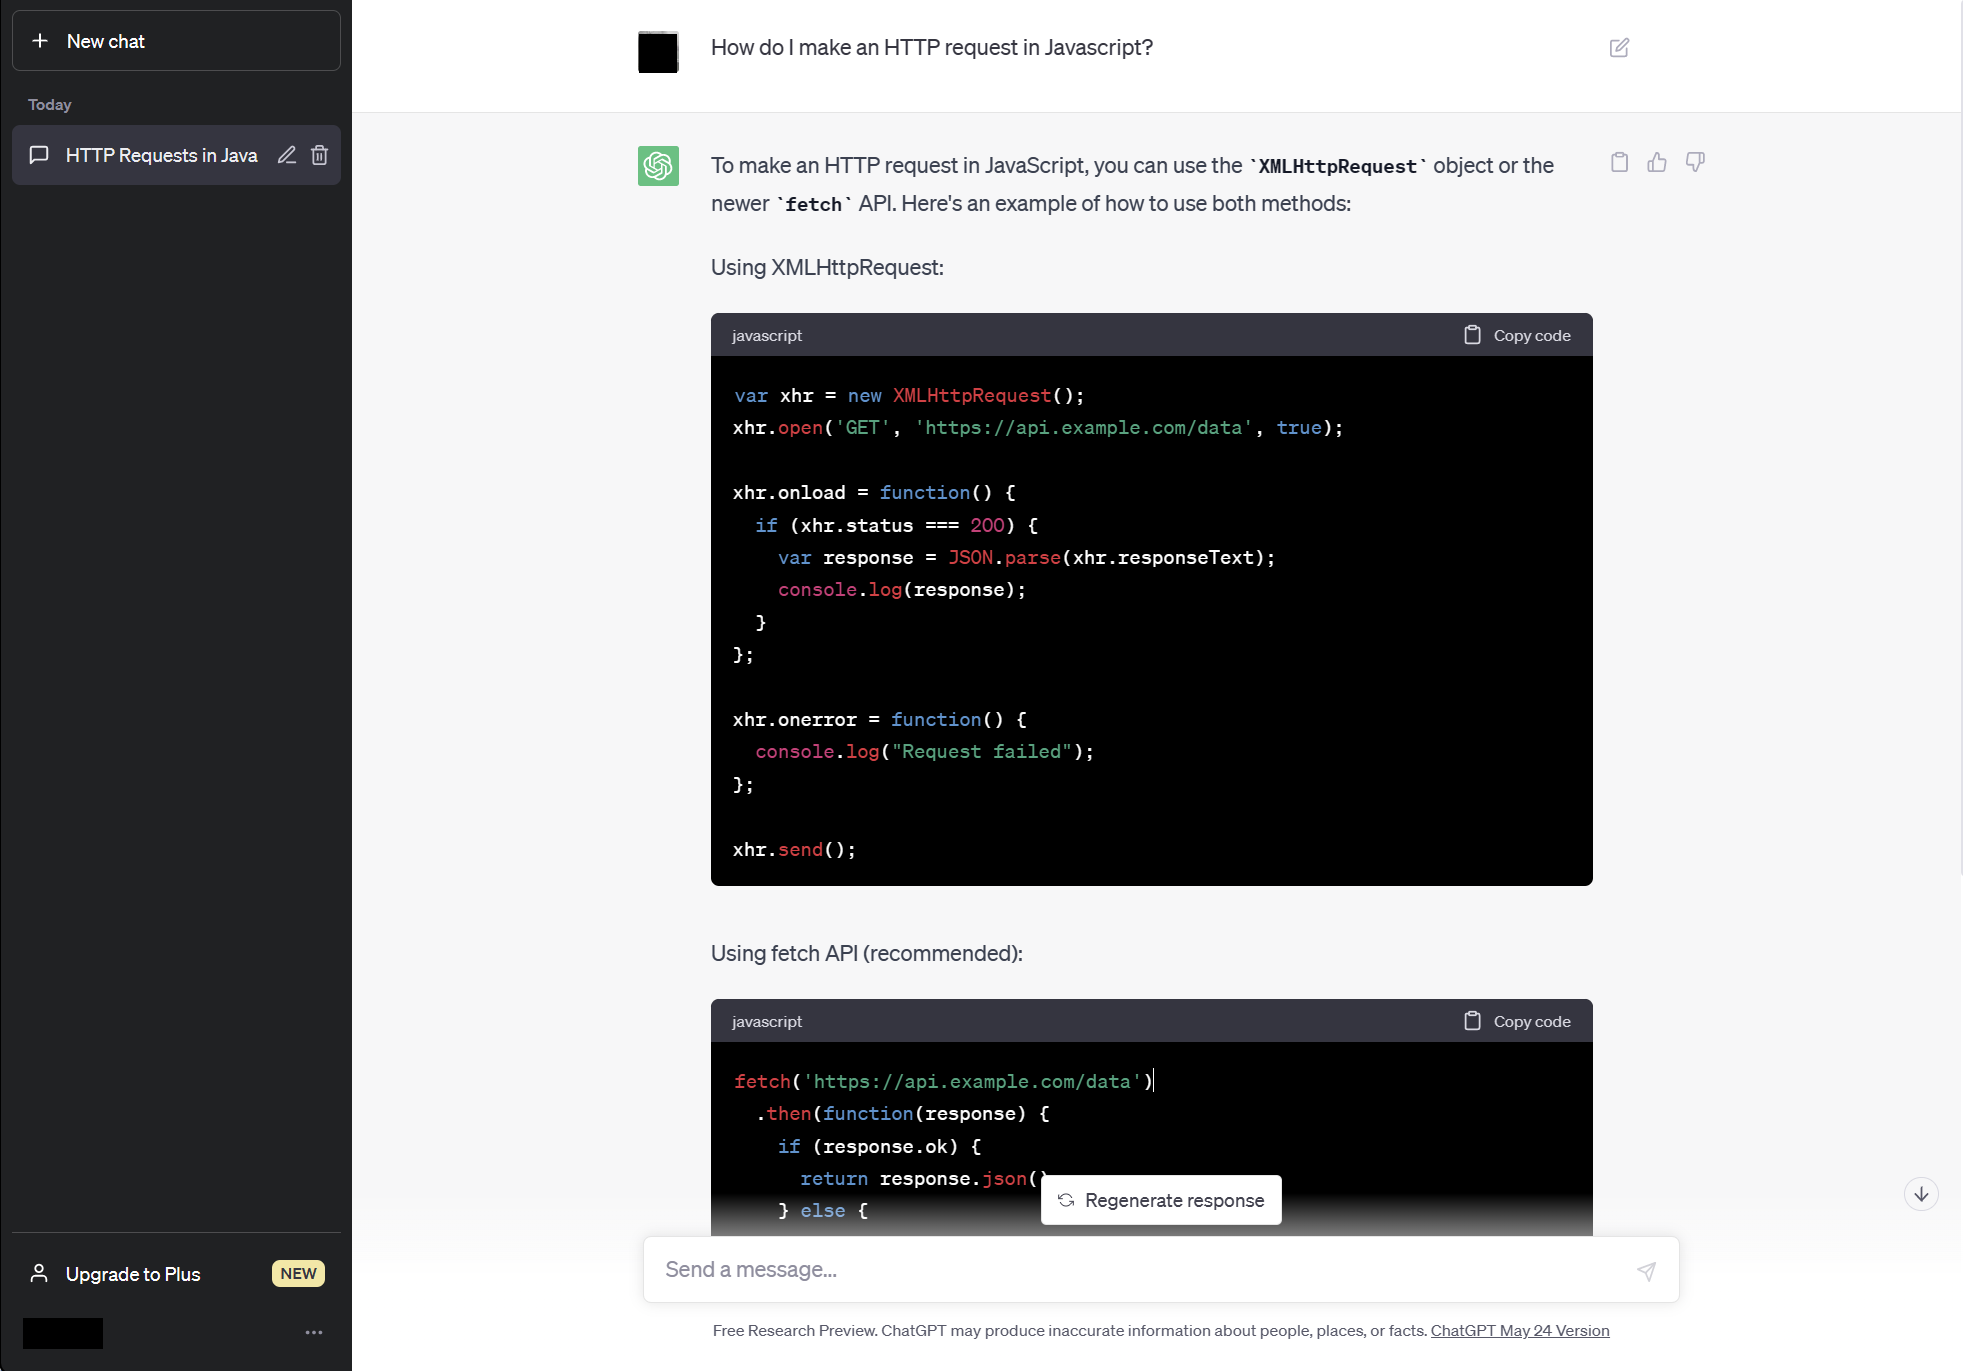 New chat
Today
HTTP Requests in Java
Upgrade to Plus
NEW
How do I make an HTTP request in Javascript?
To make an HTTP request in JavaScript, you can use the `XMLHttpRequest` object or the
newer `fetch` API. Here's an example of how to use both methods:
Using XMLHttpRequest:
javascript
Copy code
var xhr = new XMLHttpRequest();
xhr.open('GET', 'https://api.example.com/data', true);
xhr.onload = function() {
  if (xhr.status === 200) {
    var response = JSON.parse(xhr.responseText);
    console.log(response);
  }
};
xhr.onerror = function() {
  console.log("Request failed");
};
xhr.send();
Using fetch API (recommended):
javascript
Copy code
fetch('https://api.example.com/data')
  .then(function(response) {
    if (response.ok) {
      return response.json()
    } else {
Regenerate response
Send a message...
Free Research Preview. ChatGPT may produce inaccurate information about people, places, or facts. ChatGPT May 24 Version